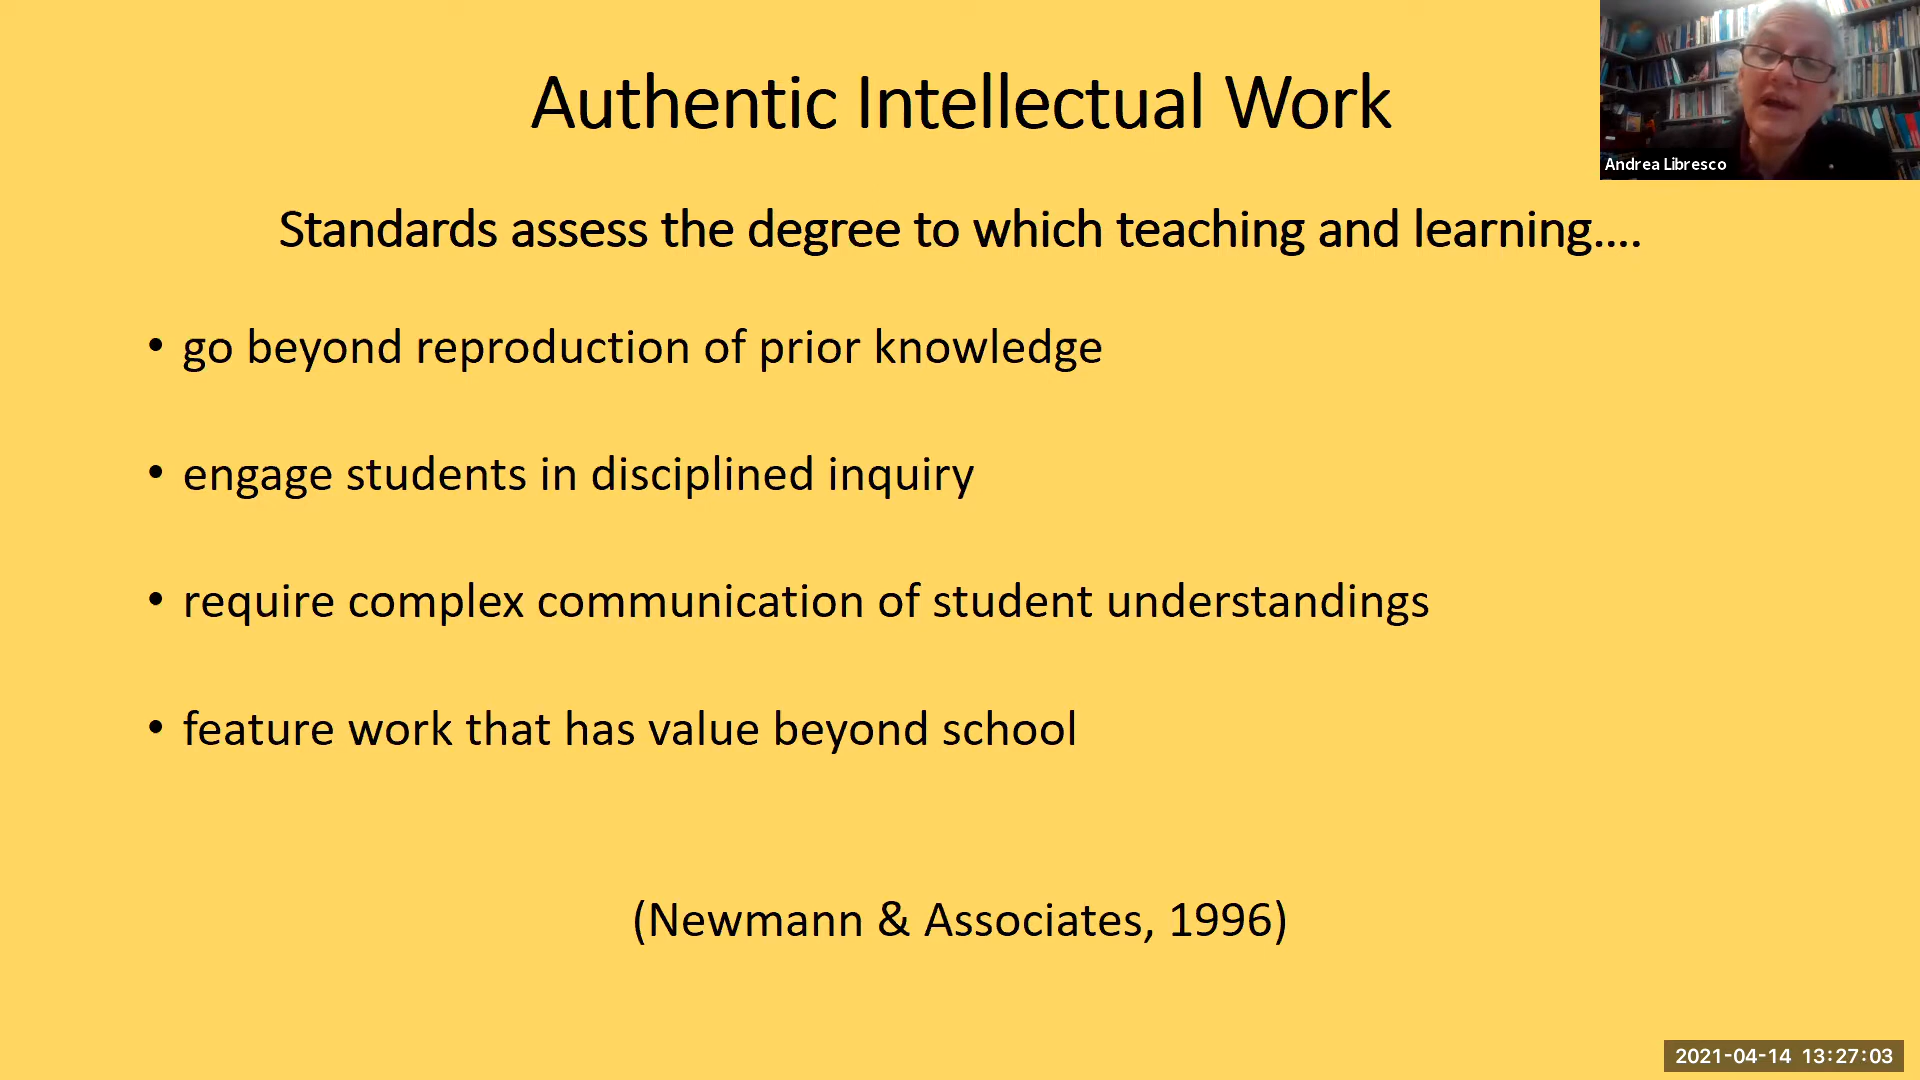 Authentic Intellectual Work
Andrea Libresco
Standards assess the degree to which teaching and learning....
• go beyond reproduction of prior knowledge
• engage students in disciplined inquiry
• require complex communication of student understandings
• feature work that has value beyond school
(Newmann & Associates, 1996)
2021-04-14 13:27:03